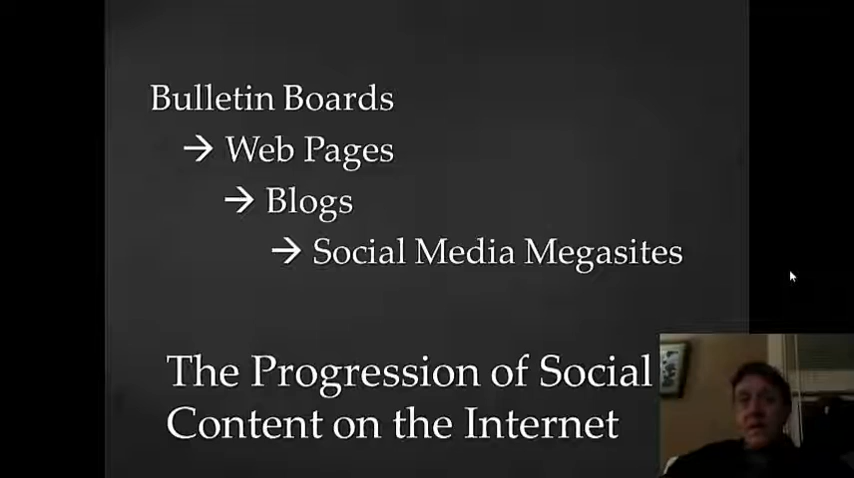 Bulletin Boards
→ Web Pages
→ Blogs
→ Social Media Megasites
The Progression of Social
Content on the Internet